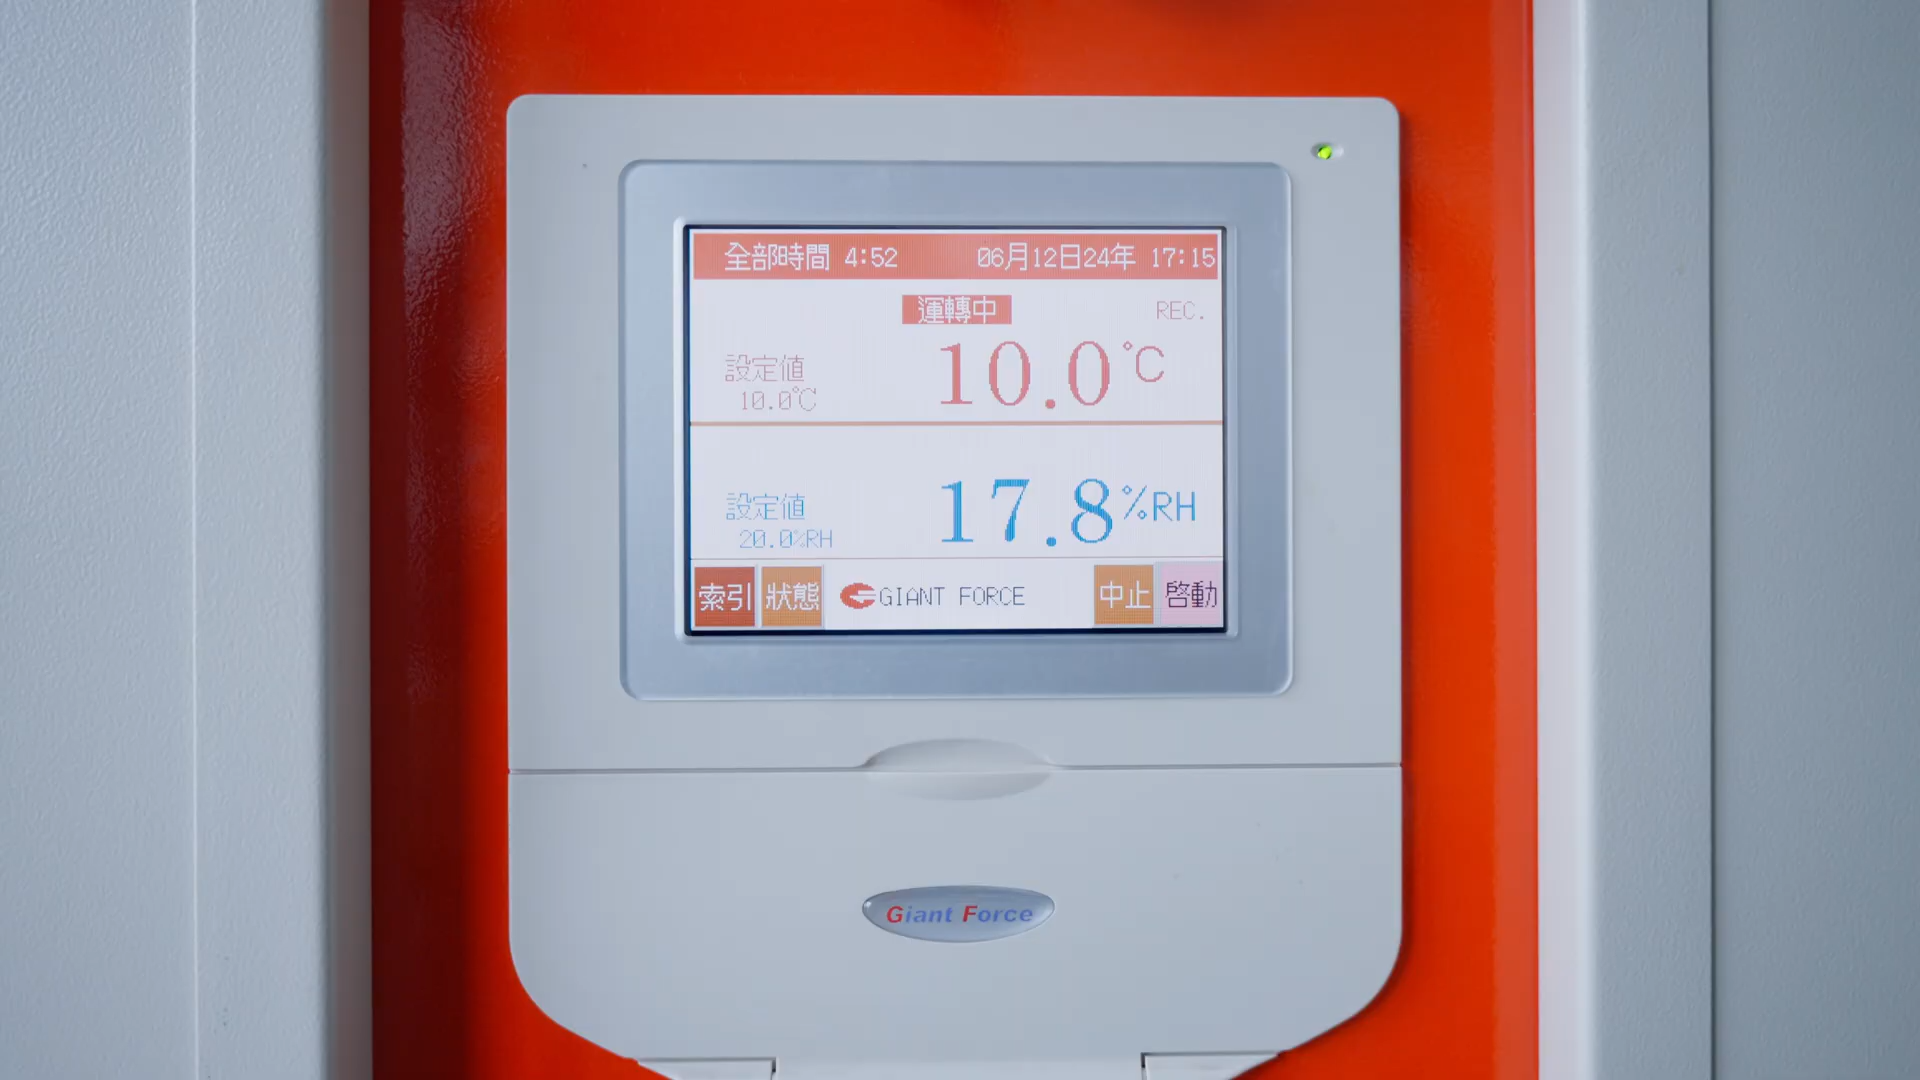 全部時間 4:52 06月12日24年 17:15
運轉中 REC.
設定值 10.0°C
10.0°C
設定值 17.8%RH
20.0%RH
索引 狀態 GIANT FORCE 中止 啓動
Giant Force